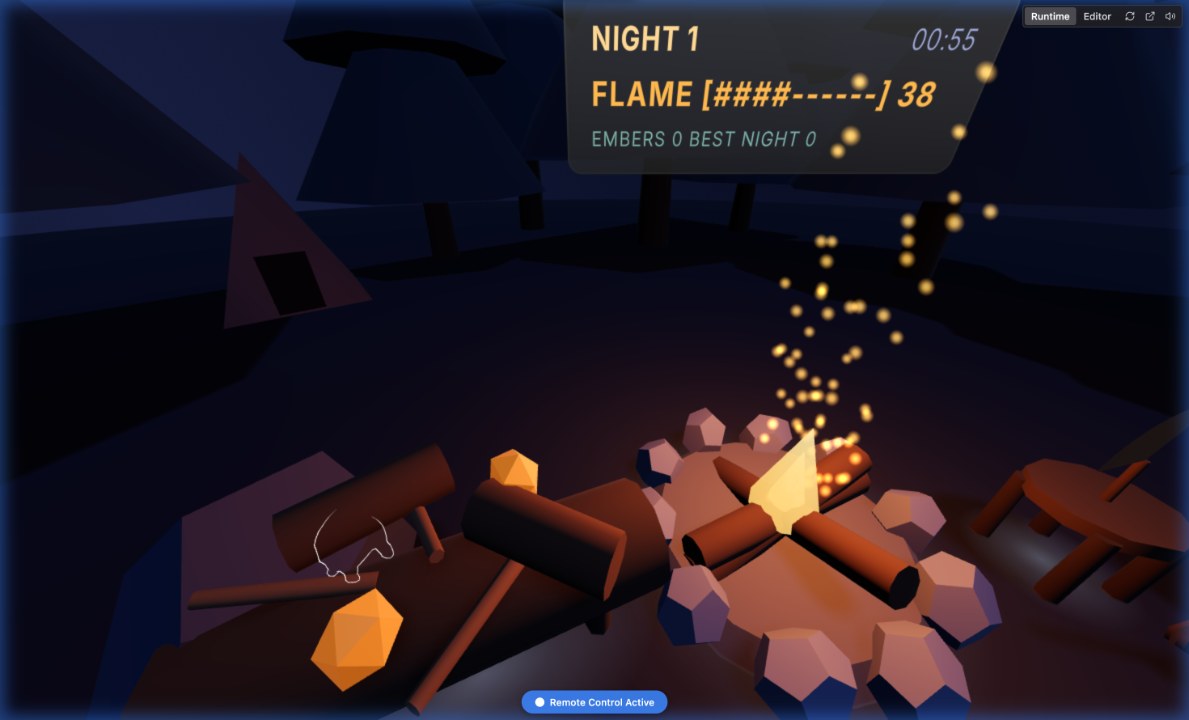 Runtime Editor
NIGHT 1 00:55
FLAME [####------] 38
EMBERS 0 BEST NIGHT 0
Remote Control Active